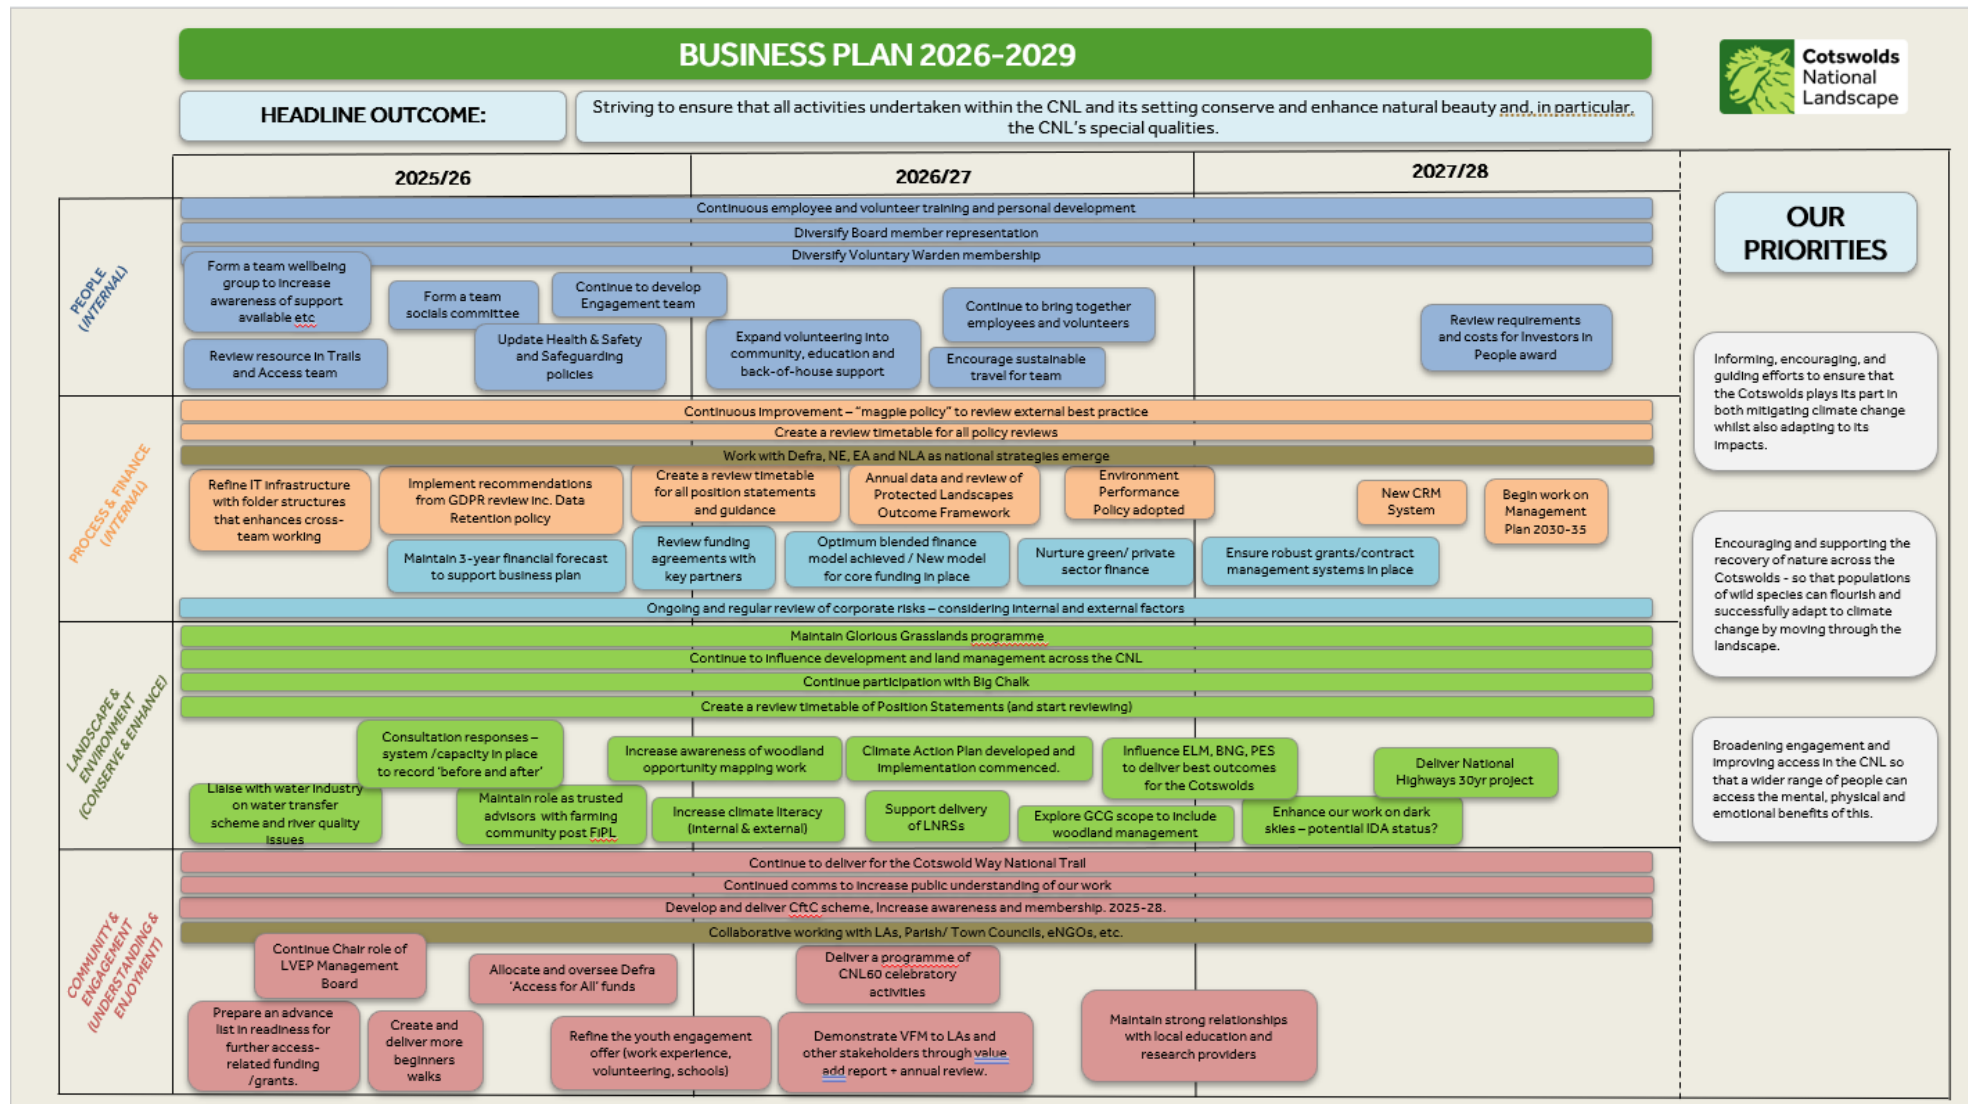 BUSINESS PLAN 2026-2029
Cotswolds
National
Landscape
HEADLINE OUTCOME:
Striving to ensure that all activities undertaken within the CNL and its setting conserve and enhance natural beauty and, in particular,
the CNL's special qualities.
2025/26
2026/27
2027/28
OUR
PRIORITIES
PEOPLE
(INTERNAL)
Continuous employee and volunteer training and personal development
Diversify Board member representation
Diversify Voluntary Warden membership
Form a team wellbeing
group to increase
awareness of support
available etc
Form a team
socials committee
Continue to develop
Engagement team
Review resource in Trails
and Access team
Update Health & Safety
and Safeguarding
policies
Expand volunteering into
community, education and
back-of-house support
Continue to bring together
employees and volunteers
Encourage sustainable
travel for team
Review requirements
and costs for Investors in
People award
PROCESS & FINANCE
(INTERNAL)
Continuous improvement – "magpie policy" to review external best practice
Create a review timetable for all policy reviews
Work with Defra, NE, EA and NLA as national strategies emerge
Refine IT infrastructure
with folder structures
that enhances cross-
team working
Implement recommendations
from GDPR review inc. Data
Retention policy
Create a review timetable
for all position statements
and guidance
Annual data and review of
Protected Landscapes
Outcome Framework
Environment
Performance
Policy adopted
New CRM
System
Begin work on
Management
Plan 2030-35
Maintain 3-year financial forecast
to support business plan
Review funding
agreements with
key partners
Optimum blended finance
model achieved / New model
for core funding in place
Nurture green/ private
sector finance
Ensure robust grants/contract
management systems in place
Ongoing and regular review of corporate risks – considering internal and external factors
LANDSCAPE &
ENVIRONMENT
(CONSERVE & ENHANCE)
Maintain Glorious Grasslands programme
Continue to influence development and land management across the CNL
Continue participation with Big Chalk
Create a review timetable of Position Statements (and start reviewing)
Consultation responses –
system /capacity in place
to record 'before and after'
Increase awareness of woodland
opportunity mapping work
Climate Action Plan developed and
implementation commenced.
Influence ELM, BNG, PES
to deliver best outcomes
for the Cotswolds
Deliver National
Highways 30yr project
Liaise with water industry
on water transfer
scheme and river quality
issues
Maintain role as trusted
advisors with farming
community post FiPL
Increase climate literacy
(internal & external)
Support delivery
of LNRSs
Explore GCG scope to include
woodland management
Enhance our work on dark
skies – potential IDA status?
COMMUNITY &
ENGAGEMENT
(UNDERSTANDING &
ENJOYMENT)
Continue to deliver for the Cotswold Way National Trail
Continued comms to increase public understanding of our work
Develop and deliver CftC scheme, Increase awareness and membership. 2025-28.
Collaborative working with LAs, Parish/ Town Councils, eNGOs, etc.
Continue Chair role of
LVEP Management
Board
Allocate and oversee Defra
'Access for All' funds
Deliver a programme of
CNL60 celebratory
activities
Prepare an advance
list in readiness for
further access-
related funding
/grants.
Create and
deliver more
beginners
walks
Refine the youth engagement
offer (work experience,
volunteering, schools)
Demonstrate VFM to LAs and
other stakeholders through value
add report + annual review.
Maintain strong relationships
with local education and
research providers
Informing, encouraging, and
guiding efforts to ensure that
the Cotswolds plays its part in
both mitigating climate change
whilst also adapting to its
impacts.
Encouraging and supporting the
recovery of nature across the
Cotswolds - so that populations
of wild species can flourish and
successfully adapt to climate
change by moving through the
landscape.
Broadening engagement and
improving access in the CNL so
that a wider range of people can
access the mental, physical and
emotional benefits of this.